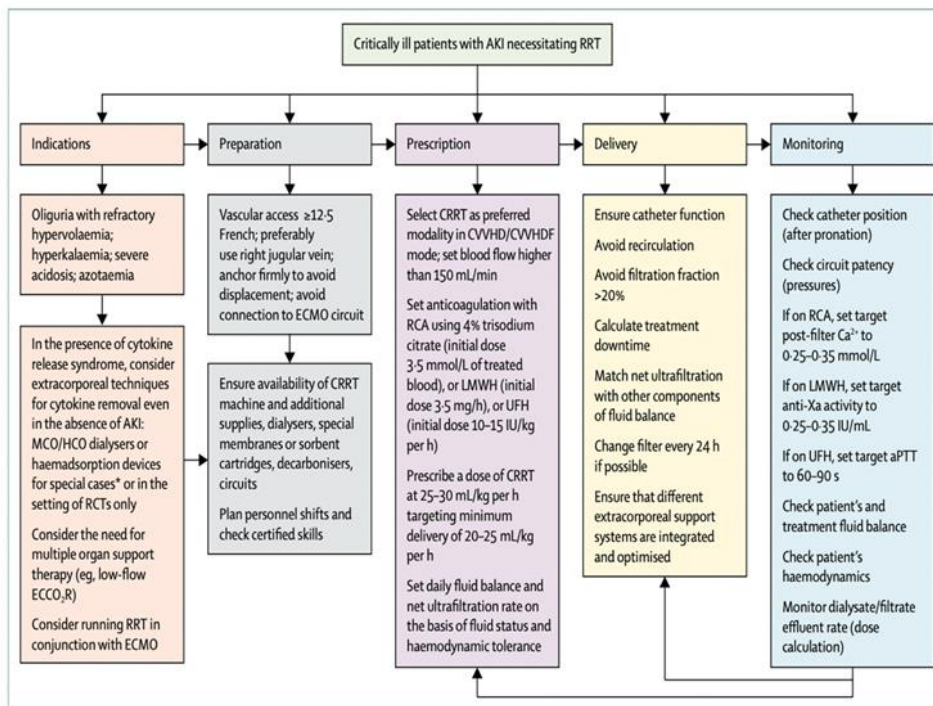 Critically ill patients with AKI necessitating RRT
Indications
Preparation
Prescription
Delivery
Monitoring
Oliguria with refractory
hypervolaemia;
hyperkalaemia; severe
acidosis; azotaemia
In the presence of cytokine
release syndrome, consider
extracorporeal techniques
for cytokine removal even
in the absence of AKI:
MCO/HCO dialysers or
haemadsorption devices
for special cases* or in the
setting of RCTs only
Consider the need for
multiple organ support
therapy (eg, low-flow
ECCO₂R)
Consider running RRT in
conjunction with ECMO
Vascular access ≥12·5
French; preferably
use right jugular vein;
anchor firmly to avoid
displacement; avoid
connection to ECMO circuit
Ensure availability of CRRT
machine and additional
supplies, dialysers, special
membranes or sorbent
cartridges, decarbonisers,
circuits
Plan personnel shifts and
check certified skills
Select CRRT as preferred
modality in CVVHD/CVVHDF
mode; set blood flow higher
than 150 mL/min
Set anticoagulation with
RCA using 4% trisodium
citrate (initial dose
3·5 mmol/L of treated
blood), or LMWH (initial
dose 3·5 mg/h), or UFH
(initial dose 10–15 IU/kg
per h)
Prescribe a dose of CRRT
at 25–30 mL/kg per h
targeting minimum
delivery of 20–25 mL/kg
per h
Set daily fluid balance and
net ultrafiltration rate on
the basis of fluid status and
haemodynamic tolerance
Ensure catheter function
Avoid recirculation
Avoid filtration fraction
>20%
Calculate treatment
downtime
Match net ultrafiltration
with other components
of fluid balance
Change filter every 24 h
if possible
Ensure that different
extracorporeal support
systems are integrated
and optimised
Check catheter position
(after pronation)
Check circuit patency
(pressures)
If on RCA, set target
post-filter Ca²⁺ to
0·25–0·35 mmol/L
If on LMWH, set target
anti-Xa activity to
0·25–0·35 IU/mL
If on UFH, set target aPTT
to 60–90 s
Check patient's and
treatment fluid balance
Check patient's
haemodynamics
Monitor dialysate/filtrate
effluent rate (dose
calculation)